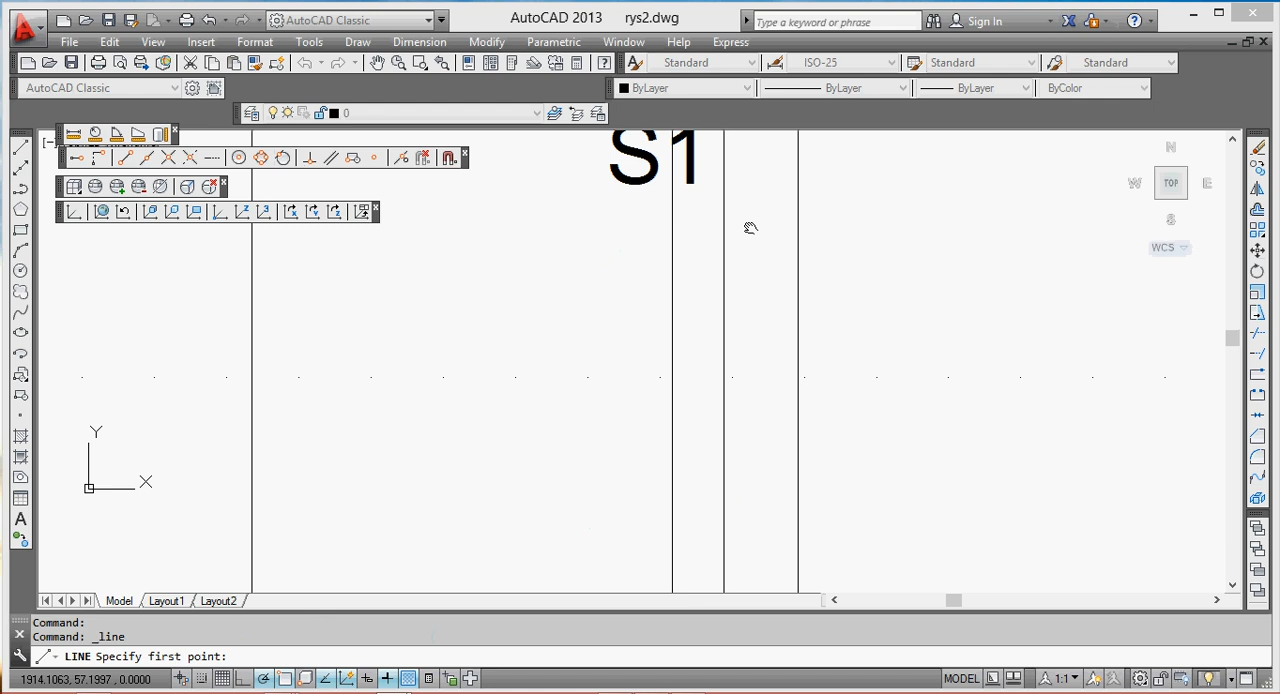 AutoCAD Classic
AutoCAD 2013 rys2.dwg
Type a keyword or phrase
Sign In
File Edit View Insert Format Tools Draw Dimension Modify Parametric Window Help Express
Standard ISO-25 Standard Standard
AutoCAD Classic
ByLayer ByLayer ByLayer ByColor
0
S1
N
W TOP E
S
WCS
Y
X
Model Layout1 Layout2
Command:
Command: _line
LINE Specify first point:
1914.1063, 57.1997 , 0.0000
MODEL
1:1